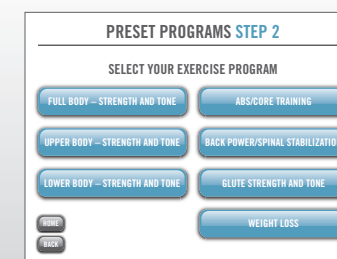 PRESET PROGRAMS STEP 2
SELECT YOUR EXERCISE PROGRAM
FULL BODY – STRENGTH AND TONE
ABS/CORE TRAINING
UPPER BODY – STRENGTH AND TONE
BACK POWER/SPINAL STABILIZATIO
LOWER BODY – STRENGTH AND TONE
GLUTE STRENGTH AND TONE
HOME
WEIGHT LOSS
BACK